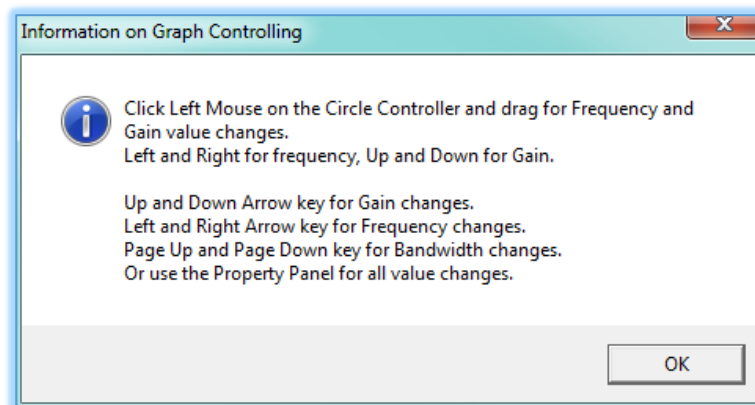 Information on Graph Controlling
Click Left Mouse on the Circle Controller and drag for Frequency and
Gain value changes.
Left and Right for frequency, Up and Down for Gain.
Up and Down Arrow key for Gain changes.
Left and Right Arrow key for Frequency changes.
Page Up and Page Down key for Bandwidth changes.
Or use the Property Panel for all value changes.
OK